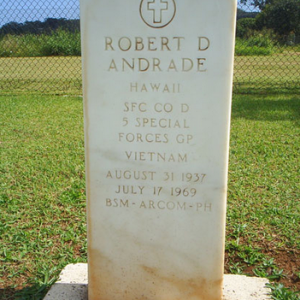 ROBERT D
ANDRADE
HAWAII
SFC CO D
5 SPECIAL
FORCES GP
VIETNAM
AUGUST 31 1937
JULY 17 1969
BSM-ARCOM-PH